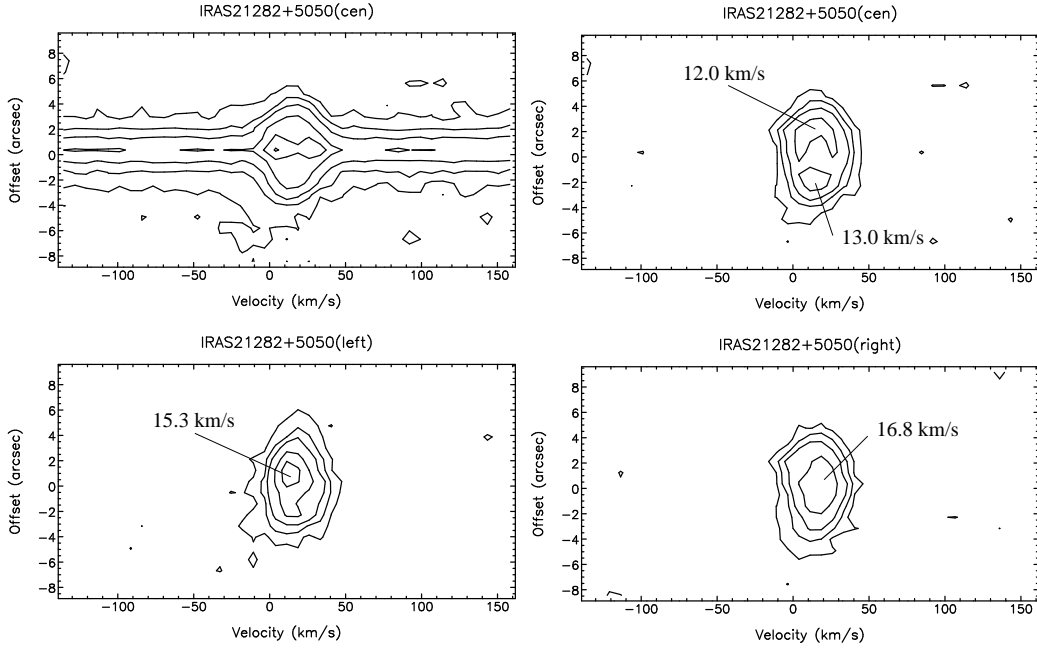 IRAS21282+5050(cen)
8
6
4
2
0
−2
−4
−6
−8
Offset (arcsec)
−100 −50 0 50 100 150
Velocity (km/s)
IRAS21282+5050(cen)
12.0 km/s
13.0 km/s
8
6
4
2
0
−2
−4
−6
−8
Offset (arcsec)
−100 −50 0 50 100 150
Velocity (km/s)
IRAS21282+5050(left)
15.3 km/s
8
6
4
2
0
−2
−4
−6
−8
Offset (arcsec)
−100 −50 0 50 100 150
Velocity (km/s)
IRAS21282+5050(right)
16.8 km/s
8
6
4
2
0
−2
−4
−6
−8
Offset (arcsec)
−100 −50 0 50 100 150
Velocity (km/s)